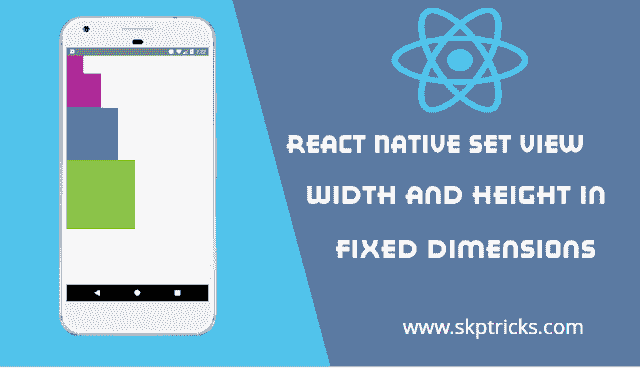 REACT NATIVE SET VIEW
WIDTH AND HEIGHT IN
FIXED DIMENSIONS
www.skptricks.com